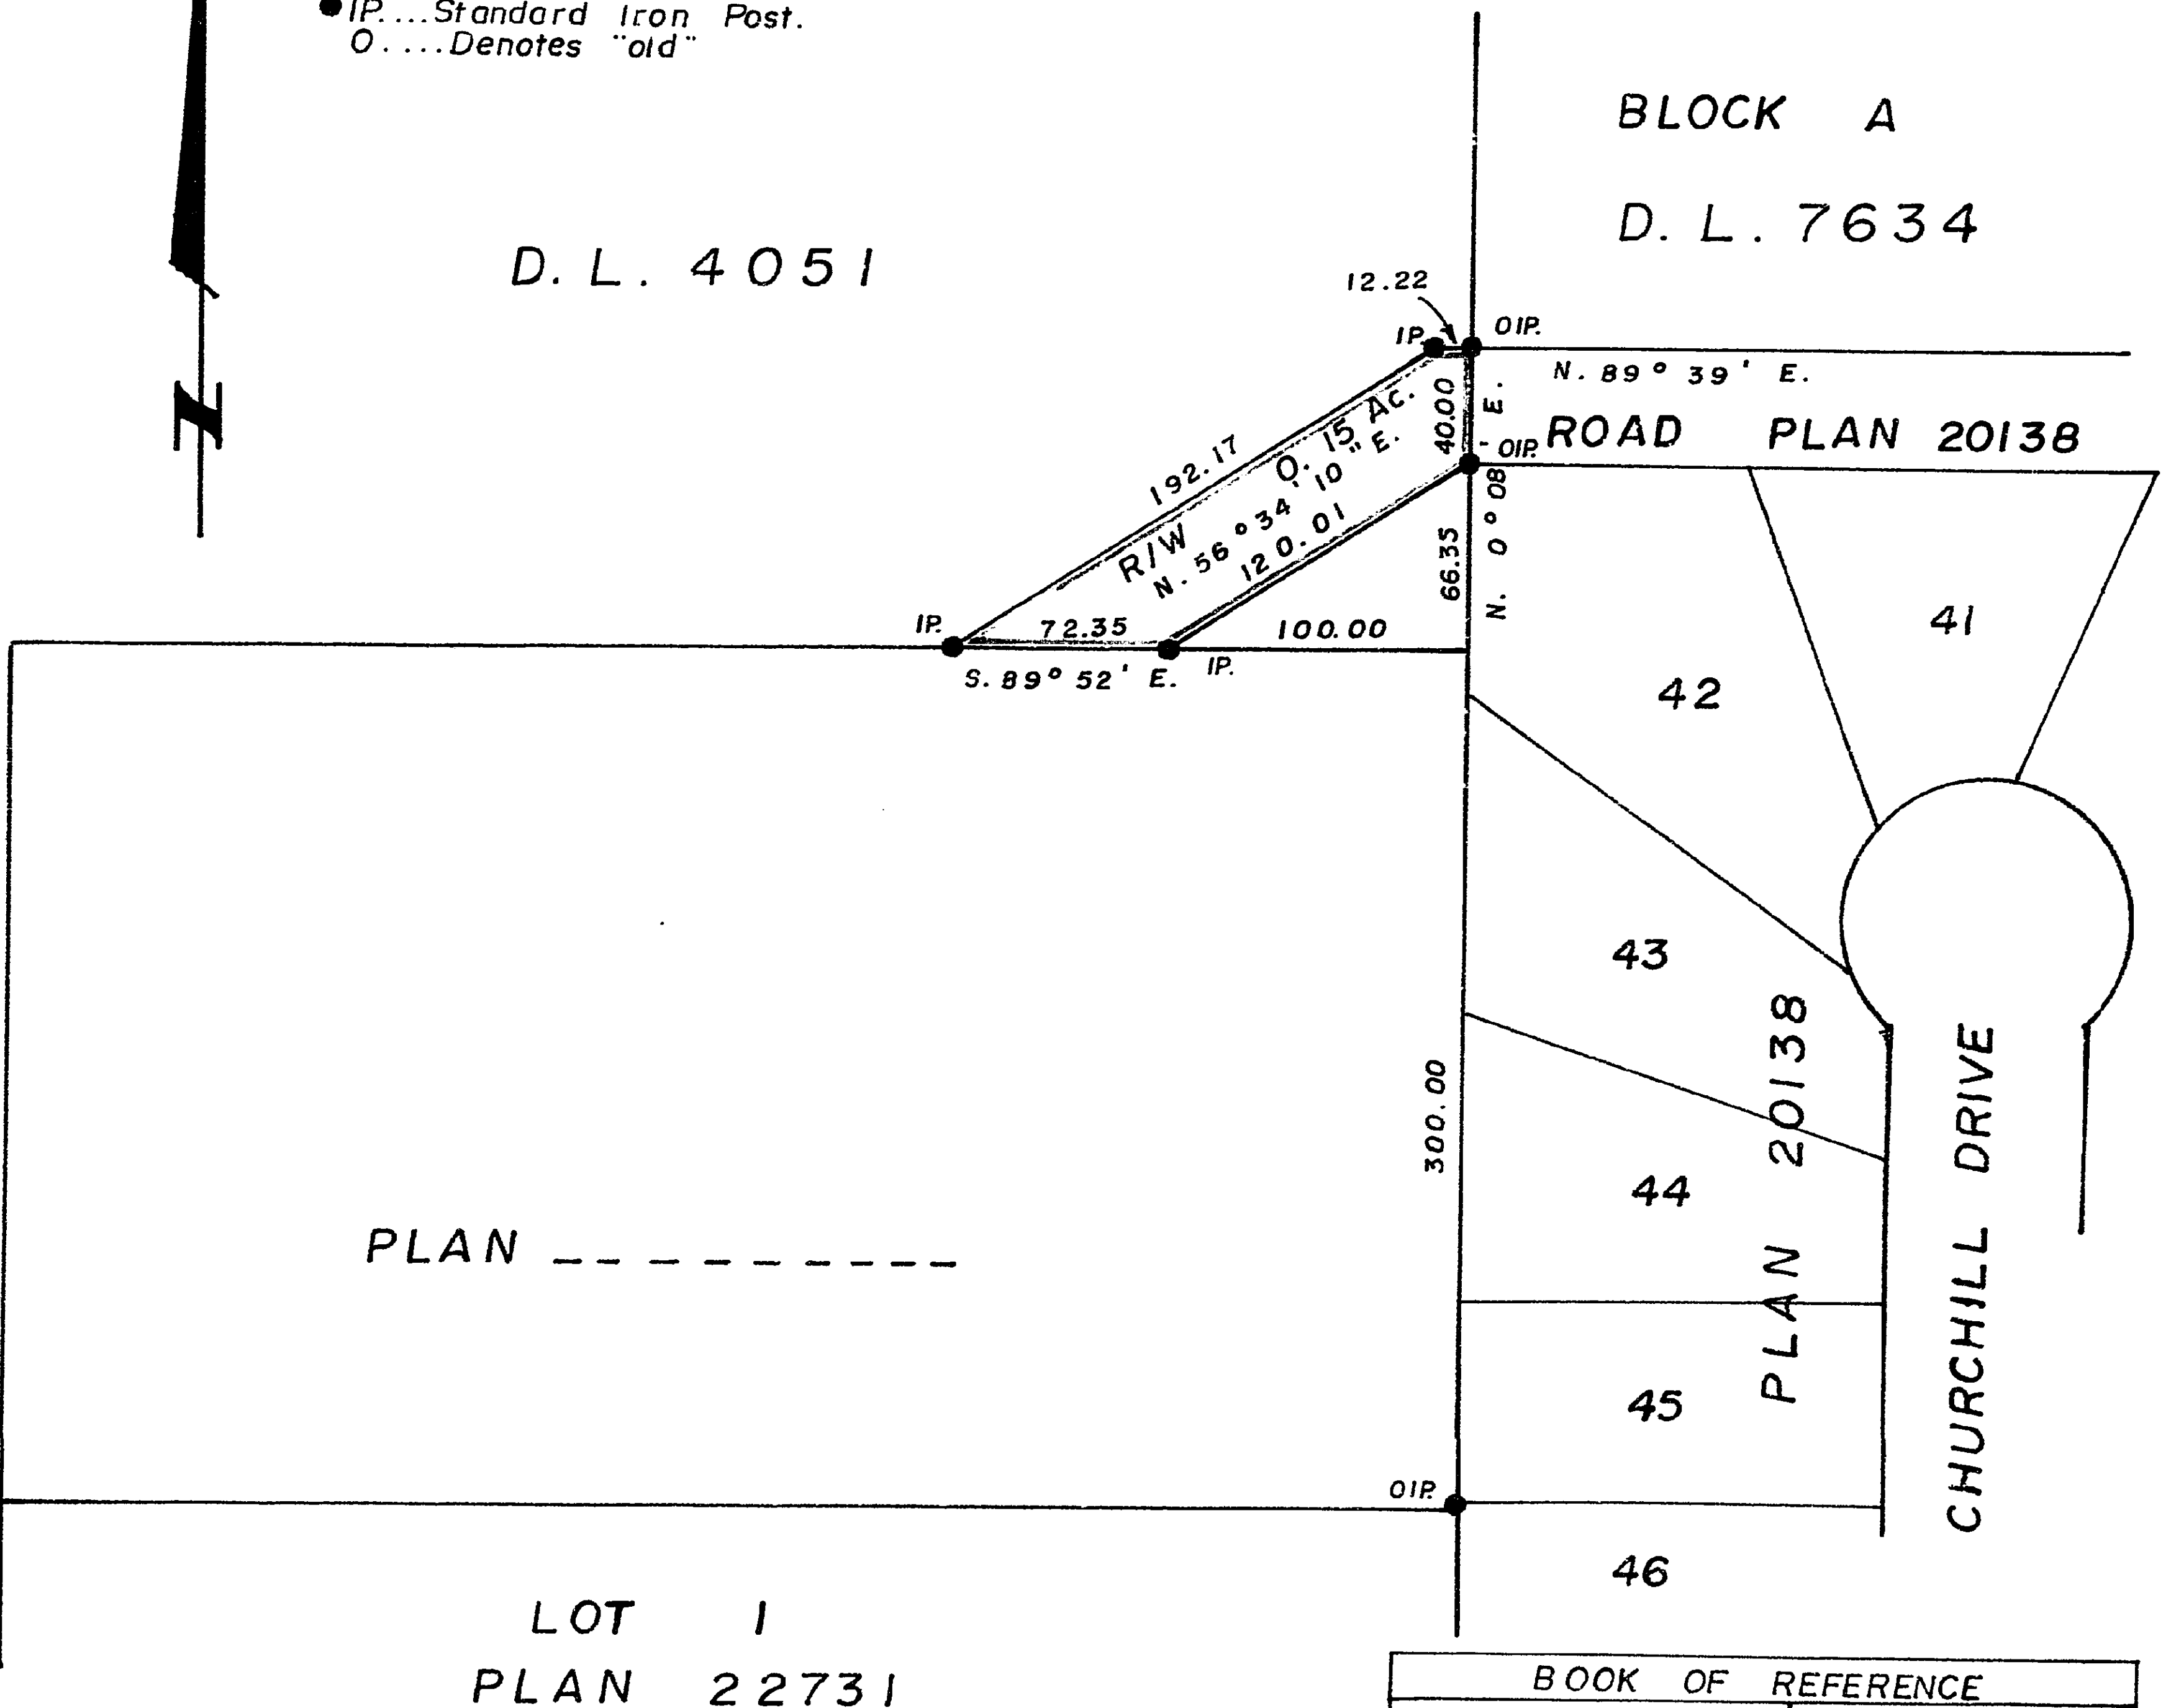 IP....Standard Iron Post.
O....Denotes "old"
BLOCK A
D. L. 7634
D. L. 4051
12.22
IP.
OIP.
N. 89° 39' E.
ROAD PLAN 20138
OIP.
40.00
N. 0° 08' E.
192.17
R/W 0.15 Ac.
N. 56° 34' 10" E.
120.01
66.35
IP.
72.35
100.00
S. 89° 52' E.
IP.
41
42
43
PLAN 20138
CHURCHILL DRIVE
300.00
44
PLAN _ _ _ _ _ _ _ _ _
45
OIP.
46
LOT 1
PLAN 22731
BOOK OF REFERENCE
N